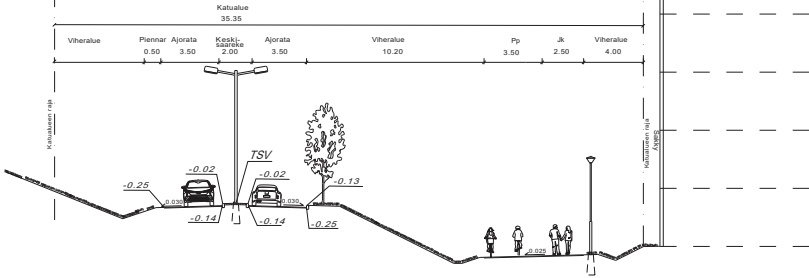 Katualue
35.35
Viheralue Piennar Ajorata Keski- Ajorata Viheralue Pp Jk Viheralue
saareke
0.50 3.50 2.00 3.50 10.20 3.50 2.50 4.00
Katualueen raja
Katualueen raja
Säkky
TSV
-0.02 -0.02
-0.25 -0.13
0.030 0.030
-0.14 -0.14 -0.25
0.025